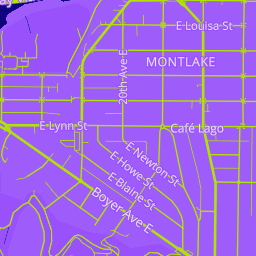 E Louisa St
MONTLAKE
20th Ave E
E Lynn St
Café Lago
E Newton St
E Howe St
E Blaine St
Boyer Ave E